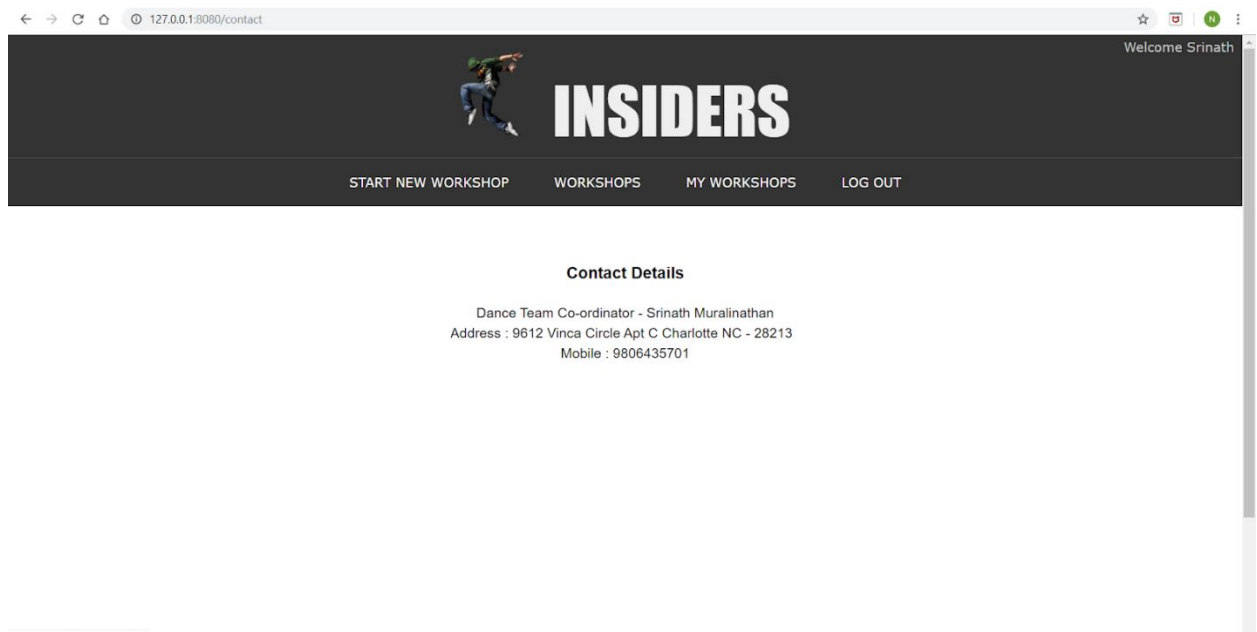 127.0.0.1:8080/contact
N
Welcome Srinath
INSIDERS
START NEW WORKSHOP WORKSHOPS MY WORKSHOPS LOG OUT
Contact Details
Dance Team Co-ordinator - Srinath Muralinathan
Address : 9612 Vinca Circle Apt C Charlotte NC - 28213
Mobile : 9806435701